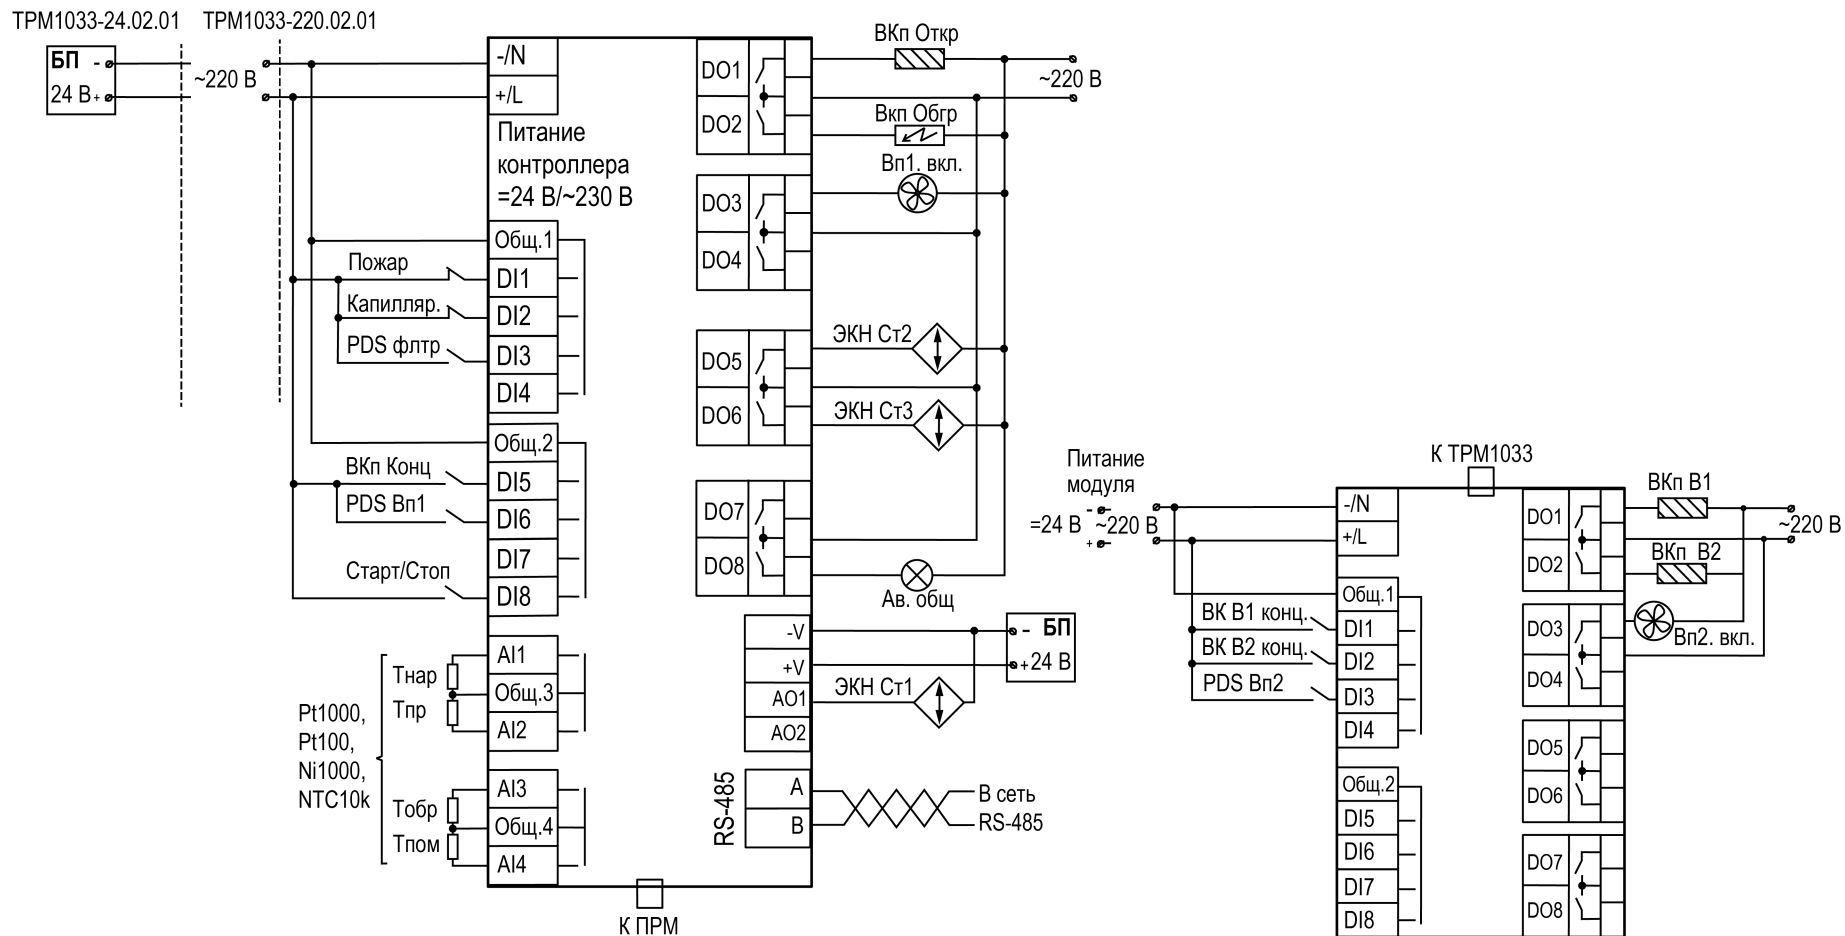 ТРМ1033-24.02.01
ТРМ1033-220.02.01
БП -
24 В +
~220 В
-/N
+/L
Питание
контроллера
=24 В/~230 В
Общ.1
Пожар
DI1
Капилляр.
DI2
PDS флтр
DI3
DI4
Общ.2
ВКп Конц
DI5
PDS Вп1
DI6
DI7
Старт/Стоп
DI8
AI1
Тнар
Общ.3
Тпр
AI2
Pt1000,
Pt100,
Ni1000,
NTC10k
AI3
Тобр
Общ.4
Тпом
AI4
К ПРМ
DO1
DO2
DO3
DO4
DO5
DO6
DO7
DO8
ВКп Откр
~220 В
Вкп Обгр
Вп1. вкл.
ЭКН Ст2
ЭКН Ст3
Ав. общ
-V
+V
AO1
AO2
- БП
+ 24 В
ЭКН Ст1
RS-485
A
B
В сеть
RS-485
К ТРМ1033
Питание
модуля
-
=24 В ~220 В
+
-/N
+/L
Общ.1
ВК В1 конц.
DI1
ВК В2 конц.
DI2
PDS Вп2
DI3
DI4
Общ.2
DI5
DI6
DI7
DI8
DO1
DO2
DO3
DO4
DO5
DO6
DO7
DO8
ВКп В1
~220 В
ВКп В2
Вп2. вкл.